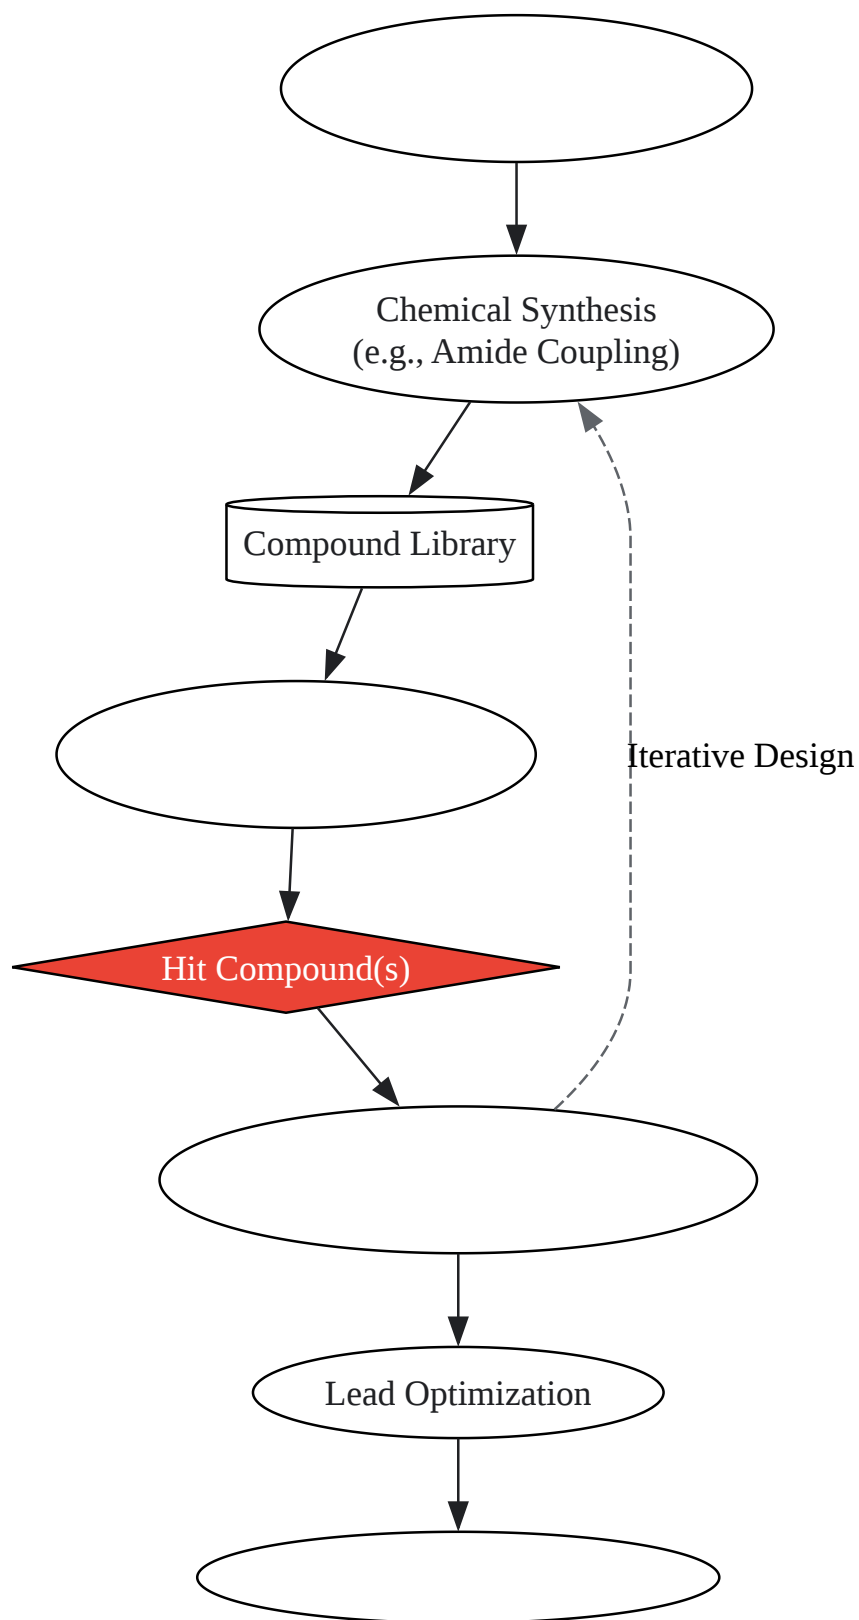 Chemical Synthesis
(e.g., Amide Coupling)
Compound Library
Iterative Design
Hit Compound(s)
Lead Optimization